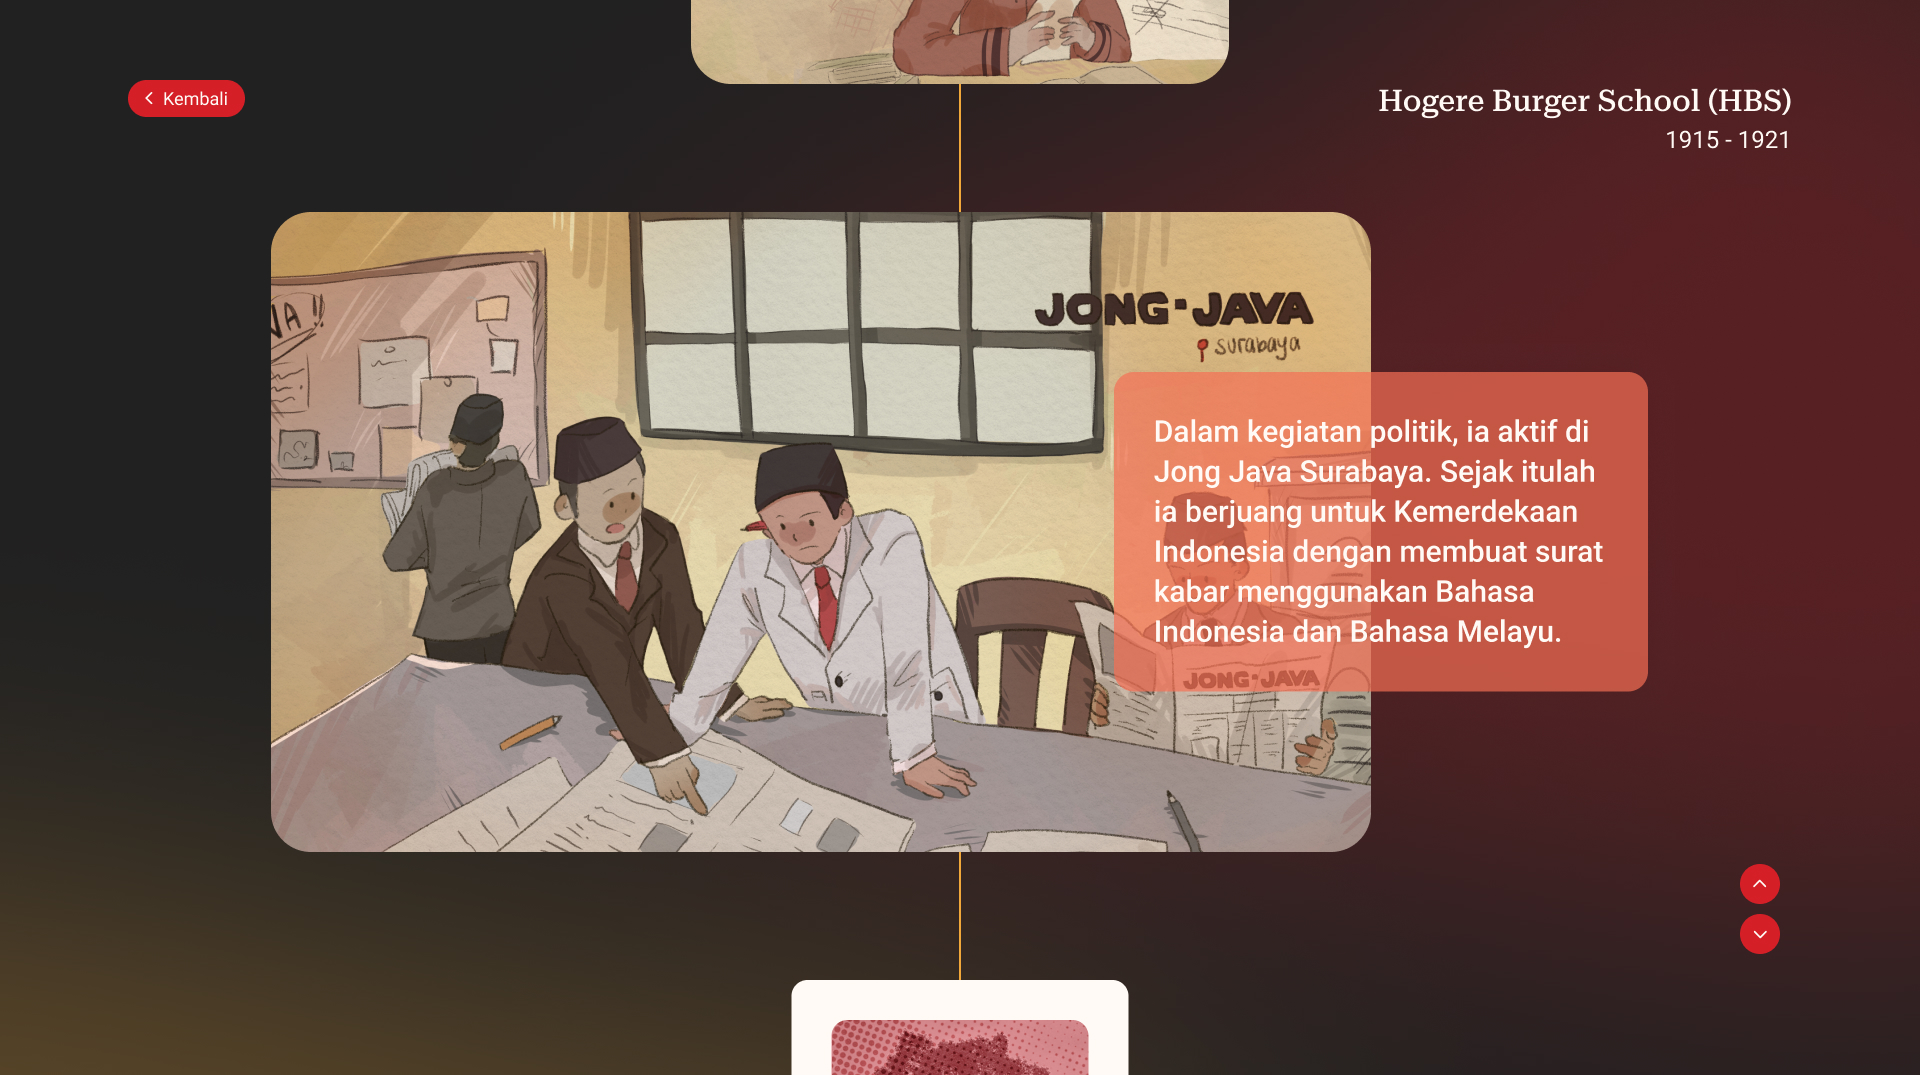 Kembali
Hogere Burger School (HBS)
1915 - 1921
JONG-JAVA
surabaya
Dalam kegiatan politik, ia aktif di
Jong Java Surabaya. Sejak itulah
ia berjuang untuk Kemerdekaan
Indonesia dengan membuat surat
kabar menggunakan Bahasa
Indonesia dan Bahasa Melayu.
JONG-JAVA